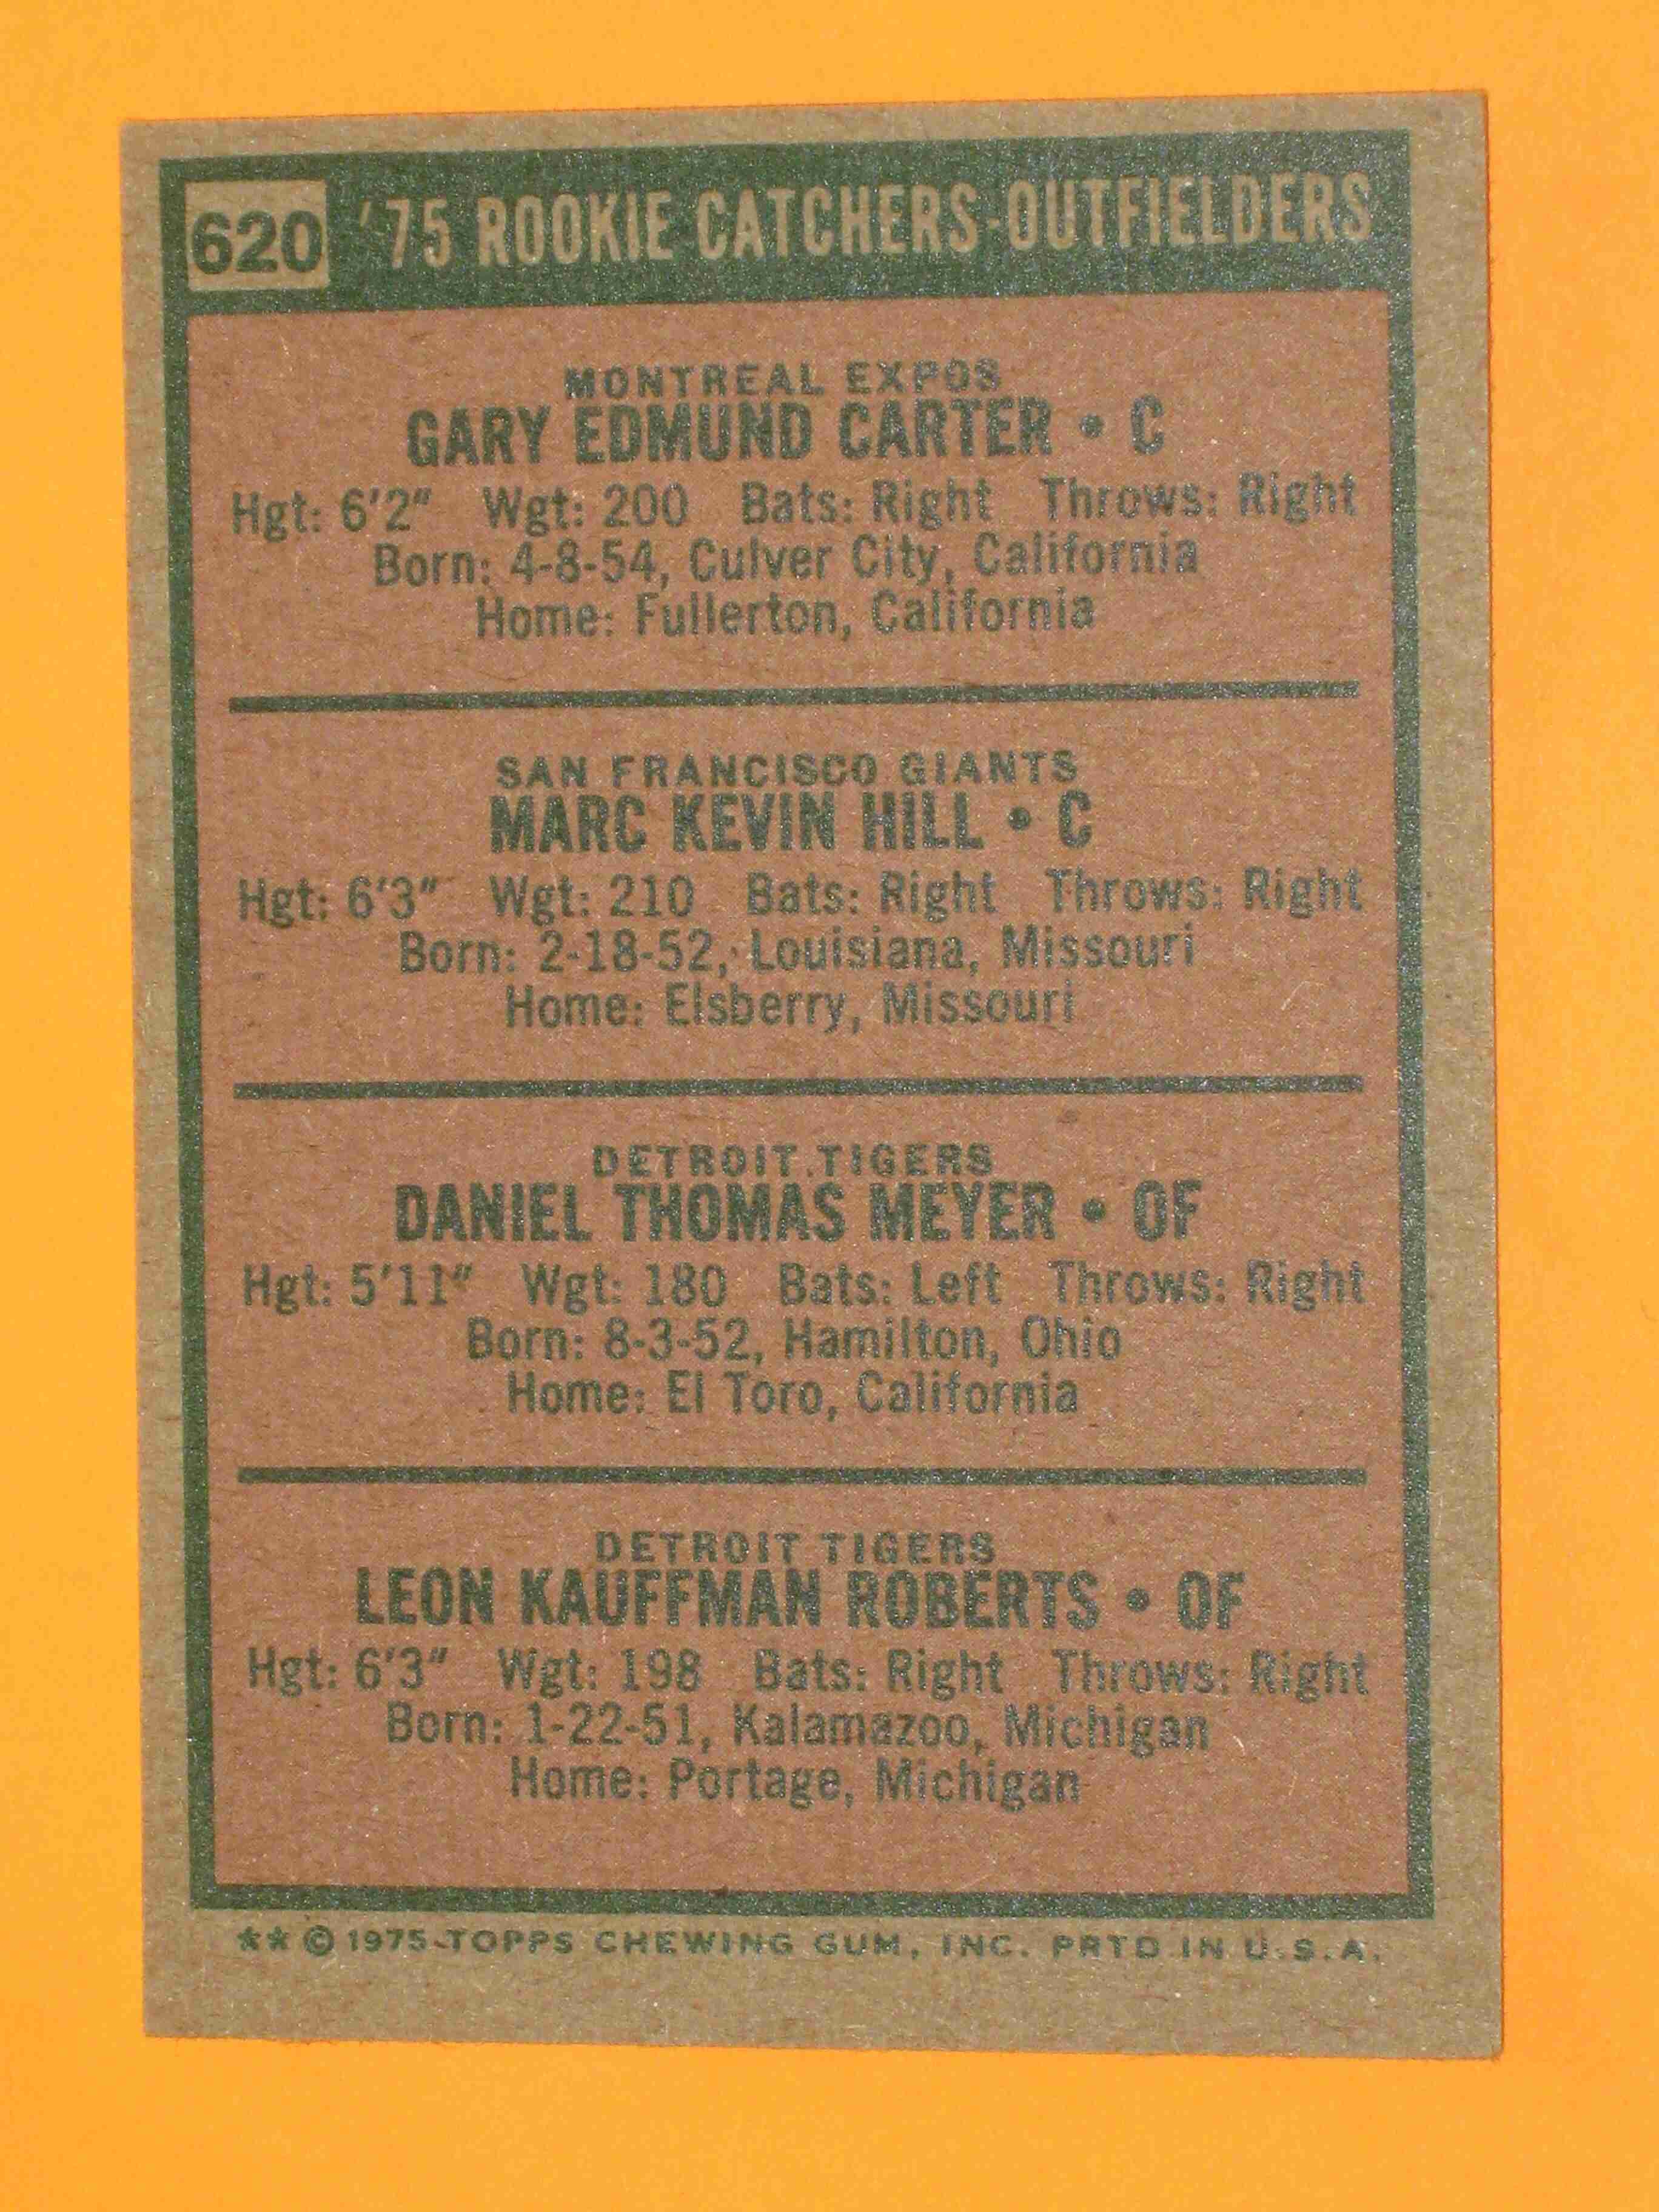 620 '75 ROOKIE CATCHERS-OUTFIELDERS
MONTREAL EXPOS
GARY EDMUND CARTER • C
Hgt: 6'2" Wgt: 200 Bats: Right Throws: Right
Born: 4-8-54, Culver City, California
Home: Fullerton, California
SAN FRANCISCO GIANTS
MARC KEVIN HILL • C
Hgt: 6'3" Wgt: 210 Bats: Right Throws: Right
Born: 2-18-52, Louisiana, Missouri
Home: Elsberry, Missouri
DETROIT TIGERS
DANIEL THOMAS MEYER • OF
Hgt: 5'11" Wgt: 180 Bats: Left Throws: Right
Born: 8-3-52, Hamilton, Ohio
Home: El Toro, California
DETROIT TIGERS
LEON KAUFFMAN ROBERTS • OF
Hgt: 6'3" Wgt: 198 Bats: Right Throws: Right
Born: 1-22-51, Kalamazoo, Michigan
Home: Portage, Michigan
** © 1975 TOPPS CHEWING GUM, INC. PRTD IN U.S.A.